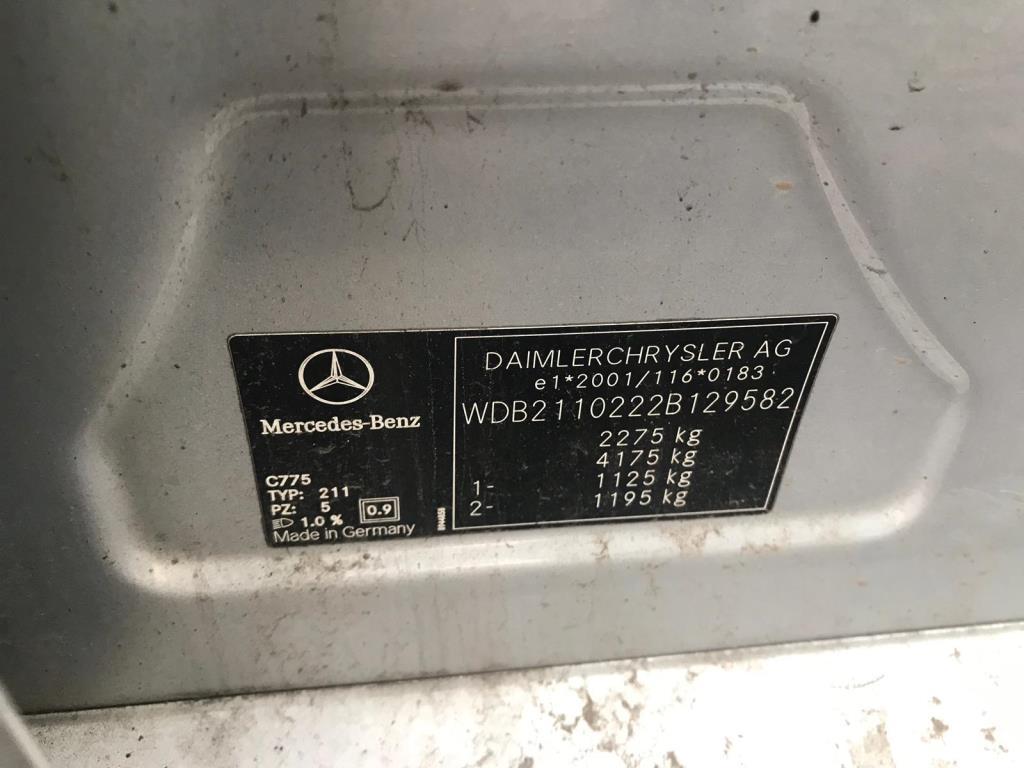 Mercedes-Benz
C775
TYP: 211
PZ: 5
0.9
1.0 %
Made in Germany
DAIMLERCHRYSLER AG
e1*2001/116*0183
WDB2110222B129582
2275 kg
4175 kg
1- 1125 kg
2- 1195 kg